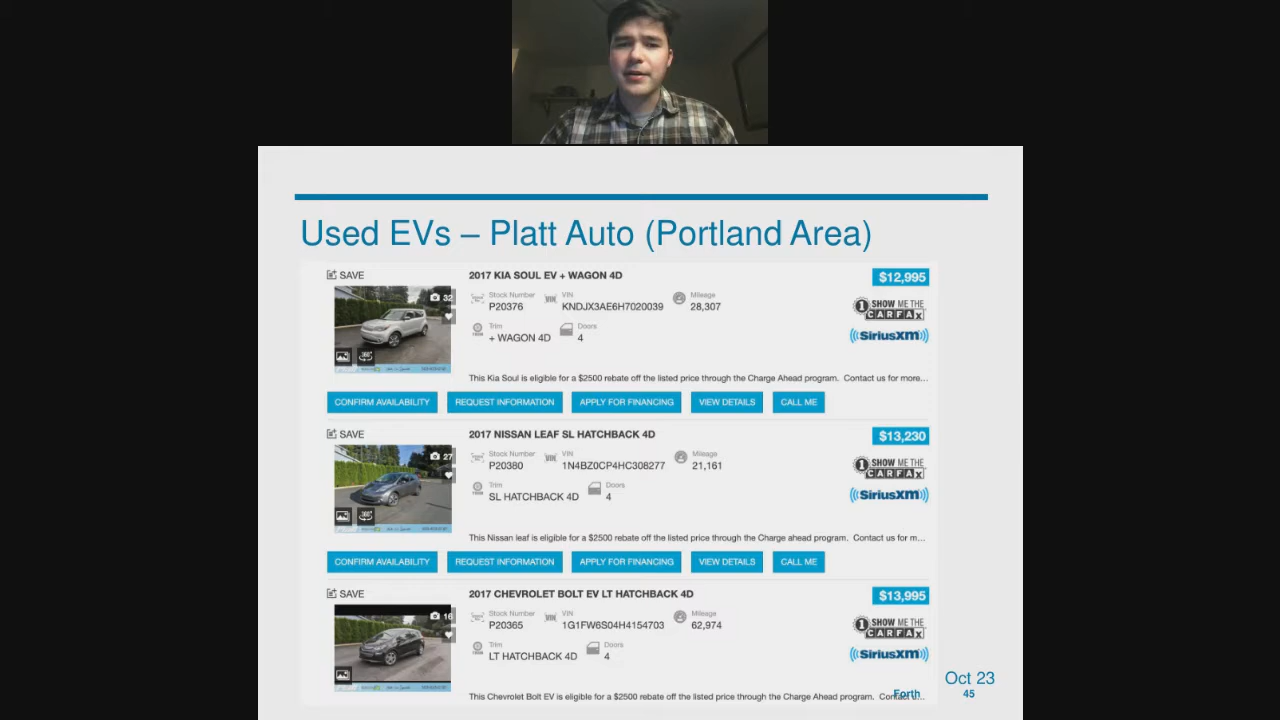 Used EVs – Platt Auto (Portland Area)
SAVE
2017 KIA SOUL EV + WAGON 4D
$12,995
32
Stock Number VIN Mileage
P20376 KNDJX3AE6H7020039 28,307
SHOW ME THE
CARFAX
Trim Doors
+ WAGON 4D 4
((SiriusXM))
360°
This Kia Soul is eligible for a $2500 rebate off the listed price through the Charge Ahead program. Contact us for more...
CONFIRM AVAILABILITY REQUEST INFORMATION APPLY FOR FINANCING VIEW DETAILS CALL ME
SAVE
2017 NISSAN LEAF SL HATCHBACK 4D
$13,230
27
Stock Number VIN Mileage
P20380 1N4BZ0CP4HC308277 21,161
SHOW ME THE
CARFAX
Trim Doors
SL HATCHBACK 4D 4
((SiriusXM))
360°
This Nissan leaf is eligible for a $2500 rebate off the listed price through the Charge ahead program. Contact us for m...
CONFIRM AVAILABILITY REQUEST INFORMATION APPLY FOR FINANCING VIEW DETAILS CALL ME
SAVE
2017 CHEVROLET BOLT EV LT HATCHBACK 4D
$13,995
16
Stock Number VIN Mileage
P20365 1G1FW6S04H4154703 62,974
SHOW ME THE
CARFAX
Trim Doors
LT HATCHBACK 4D 4
((SiriusXM))
This Chevrolet Bolt EV is eligible for a $2500 rebate off the listed price through the Charge Ahead program.
Oct 23
Forth 45